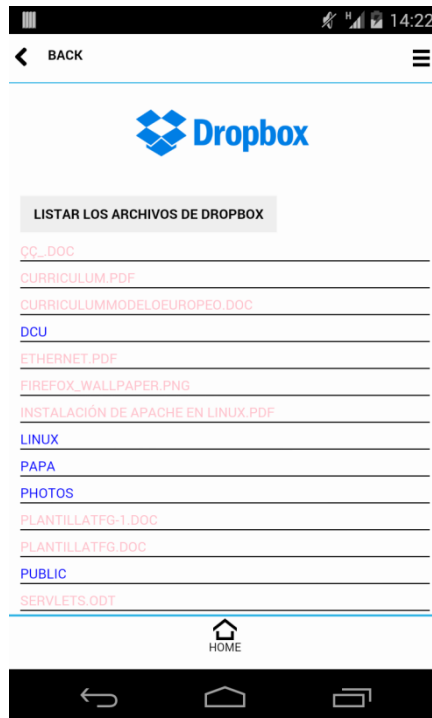 H 14:22
BACK
Dropbox
LISTAR LOS ARCHIVOS DE DROPBOX
ÇÇ_.DOC
CURRICULUM.PDF
CURRICULUMMODELOEUROPEO.DOC
DCU
ETHERNET.PDF
FIREFOX_WALLPAPER.PNG
INSTALACIÓN DE APACHE EN LINUX.PDF
LINUX
PAPA
PHOTOS
PLANTILLATFG-1.DOC
PLANTILLATFG.DOC
PUBLIC
SERVLETS.ODT
HOME